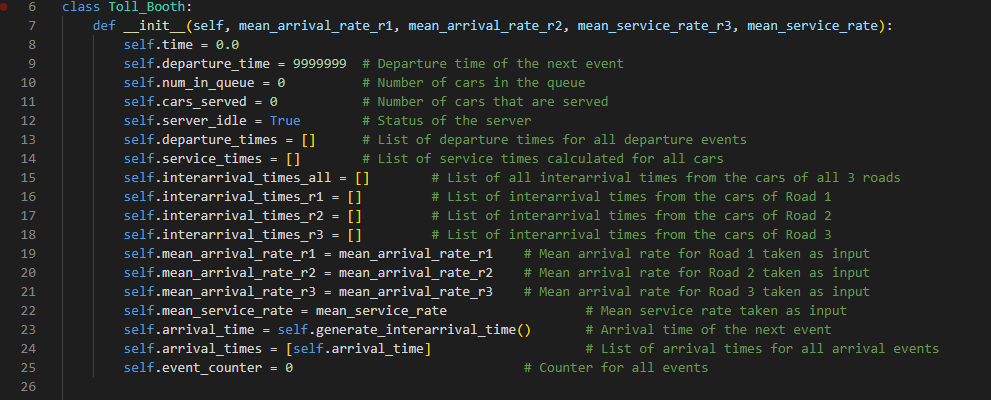 6 class Toll_Booth:
7     def __init__(self, mean_arrival_rate_r1, mean_arrival_rate_r2, mean_service_rate_r3, mean_service_rate):
8         self.time = 0.0
9         self.departure_time = 9999999  # Departure time of the next event
10         self.num_in_queue = 0          # Number of cars in the queue
11         self.cars_served = 0           # Number of cars that are served
12         self.server_idle = True        # Status of the server
13         self.departure_times = []      # List of departure times for all departure events
14         self.service_times = []        # List of service times calculated for all cars
15         self.interarrival_times_all = []        # List of all interarrival times from the cars of all 3 roads
16         self.interarrival_times_r1 = []         # List of interarrival times from the cars of Road 1
17         self.interarrival_times_r2 = []         # List of interarrival times from the cars of Road 2
18         self.interarrival_times_r3 = []         # List of interarrival times from the cars of Road 3
19         self.mean_arrival_rate_r1 = mean_arrival_rate_r1    # Mean arrival rate for Road 1 taken as input
20         self.mean_arrival_rate_r2 = mean_arrival_rate_r2    # Mean arrival rate for Road 2 taken as input
21         self.mean_arrival_rate_r3 = mean_arrival_rate_r3    # Mean arrival rate for Road 3 taken as input
22         self.mean_service_rate = mean_service_rate                  # Mean service rate taken as input
23         self.arrival_time = self.generate_interarrival_time()       # Arrival time of the next event
24         self.arrival_times = [self.arrival_time]                    # List of arrival times for all arrival events
25         self.event_counter = 0                              # Counter for all events
26